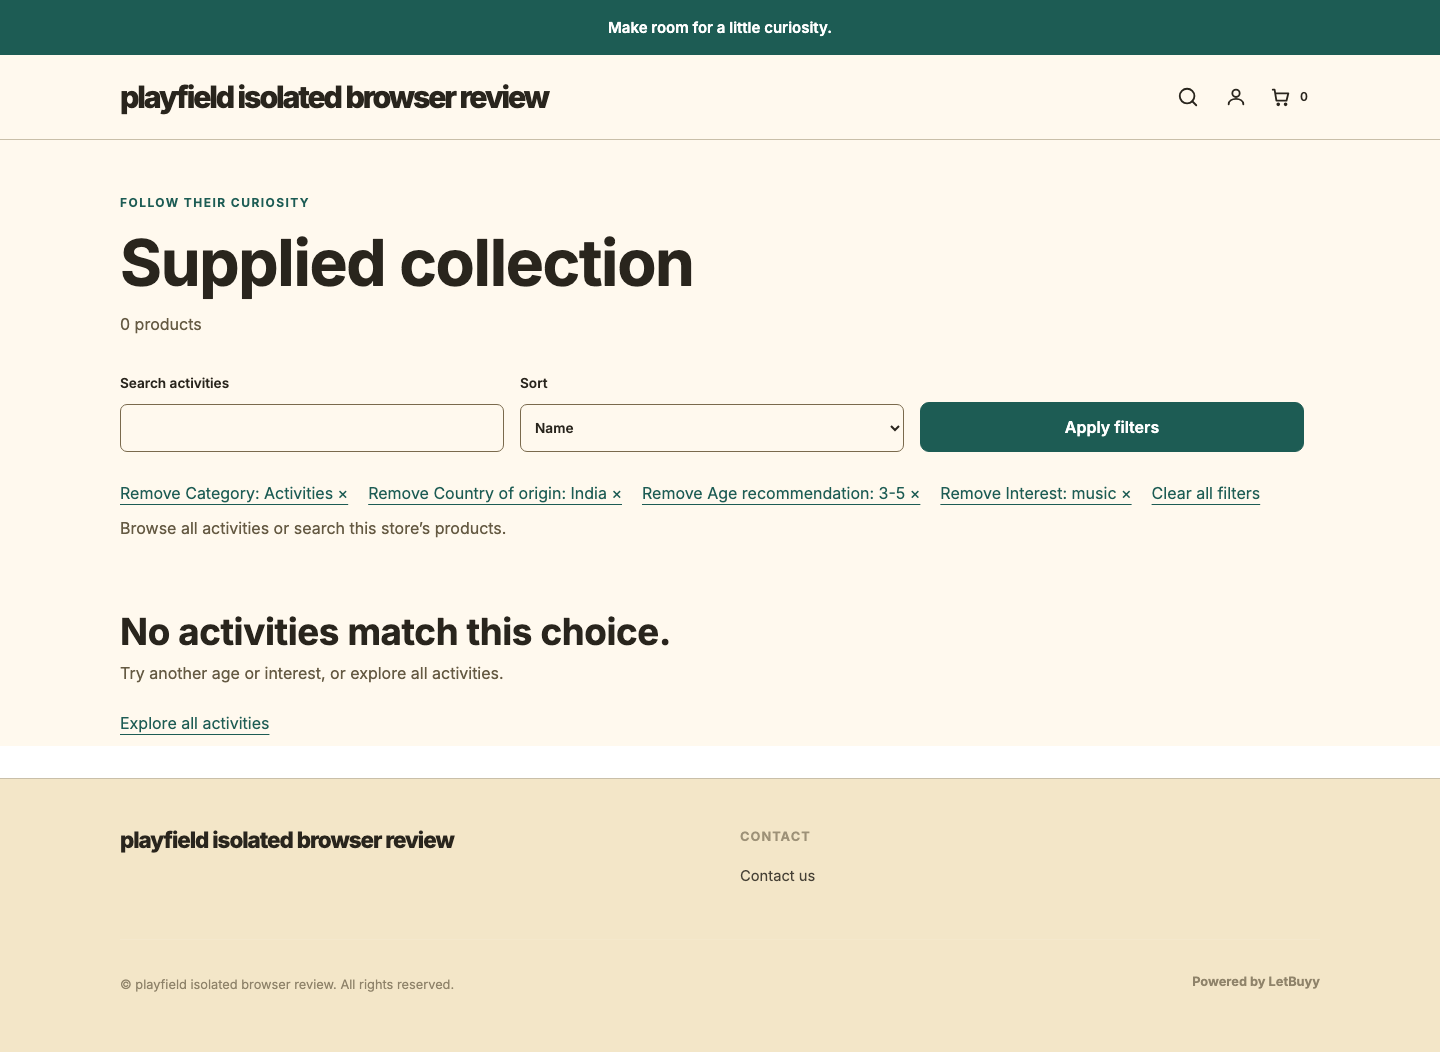 Make room for a little curiosity.
playfield isolated browser review
0
FOLLOW THEIR CURIOSITY
Supplied collection
0 products
Search activities
Sort
Name
Apply filters
Remove Category: Activities ×
Remove Country of origin: India ×
Remove Age recommendation: 3-5 ×
Remove Interest: music ×
Clear all filters
Browse all activities or search this store’s products.
No activities match this choice.
Try another age or interest, or explore all activities.
Explore all activities
playfield isolated browser review
CONTACT
Contact us
© playfield isolated browser review. All rights reserved.
Powered by LetBuyy